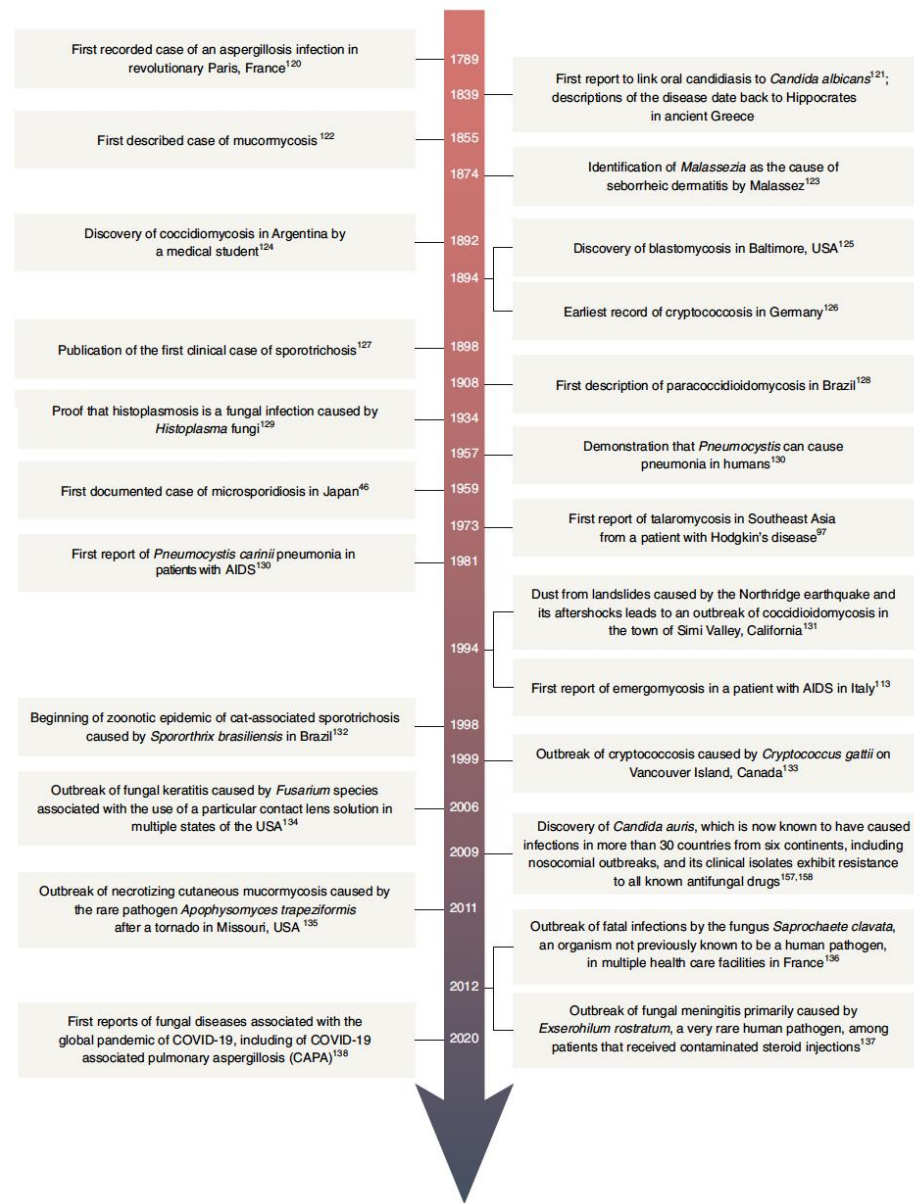 First recorded case of an aspergillosis infection in
revolutionary Paris, France120
1789
First report to link oral candidiasis to Candida albicans121;
descriptions of the disease date back to Hippocrates
in ancient Greece
1839
First described case of mucormycosis 122
1855
Identification of Malassezia as the cause of
seborrheic dermatitis by Malassez123
1874
Discovery of coccidiomycosis in Argentina by
a medical student124
1892
Discovery of blastomycosis in Baltimore, USA125
1894
Earliest record of cryptococcosis in Germany126
Publication of the first clinical case of sporotrichosis127
1898
First description of paracoccidioidomycosis in Brazil128
1908
Proof that histoplasmosis is a fungal infection caused by
Histoplasma fungi129
1934
Demonstration that Pneumocystis can cause
pneumonia in humans130
1957
First documented case of microsporidiosis in Japan46
1959
First report of talaromycosis in Southeast Asia
from a patient with Hodgkin's disease97
1973
First report of Pneumocystis carinii pneumonia in
patients with AIDS130
1981
Dust from landslides caused by the Northridge earthquake and
its aftershocks leads to an outbreak of coccidioidomycosis in
the town of Simi Valley, California131
1994
First report of emergomycosis in a patient with AIDS in Italy113
Beginning of zoonotic epidemic of cat-associated sporotrichosis
caused by Spororthrix brasiliensis in Brazil132
1998
Outbreak of cryptococcosis caused by Cryptococcus gattii on
Vancouver Island, Canada133
1999
Outbreak of fungal keratitis caused by Fusarium species
associated with the use of a particular contact lens solution in
multiple states of the USA134
2006
Discovery of Candida auris, which is now known to have caused
infections in more than 30 countries from six continents, including
nosocomial outbreaks, and its clinical isolates exhibit resistance
to all known antifungal drugs157,158
2009
Outbreak of necrotizing cutaneous mucormycosis caused by
the rare pathogen Apophysomyces trapeziformis
after a tornado in Missouri, USA 135
2011
Outbreak of fatal infections by the fungus Saprochaete clavata,
an organism not previously known to be a human pathogen,
in multiple health care facilities in France136
2012
Outbreak of fungal meningitis primarily caused by
Exserohilum rostratum, a very rare human pathogen, among
patients that received contaminated steroid injections137
First reports of fungal diseases associated with the
global pandemic of COVID-19, including of COVID-19
associated pulmonary aspergillosis (CAPA)138
2020